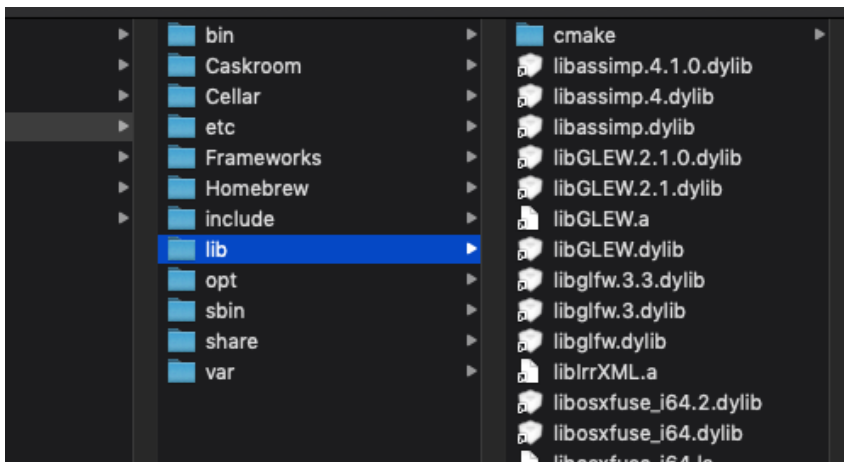 bin
Caskroom
Cellar
etc
Frameworks
Homebrew
include
lib
opt
sbin
share
var
cmake
libassimp.4.1.0.dylib
libassimp.4.dylib
libassimp.dylib
libGLEW.2.1.0.dylib
libGLEW.2.1.dylib
libGLEW.a
libGLEW.dylib
libglfw.3.3.dylib
libglfw.3.dylib
libglfw.dylib
libIrrXML.a
libosxfuse_i64.2.dylib
libosxfuse_i64.dylib
libosxfuse_i64.la